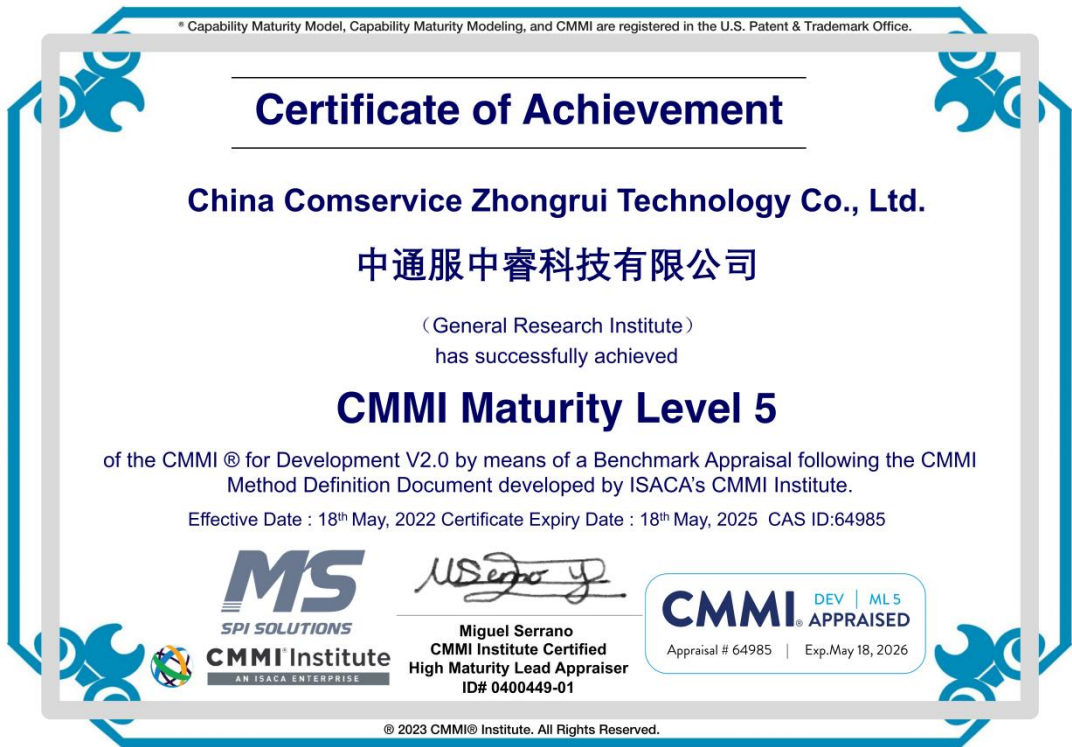 ® Capability Maturity Model, Capability Maturity Modeling, and CMMI are registered in the U.S. Patent & Trademark Office.
Certificate of Achievement
China Comservice Zhongrui Technology Co., Ltd.
中通服中睿科技有限公司
（General Research Institute）
has successfully achieved
CMMI Maturity Level 5
of the CMMI ® for Development V2.0 by means of a Benchmark Appraisal following the CMMI
Method Definition Document developed by ISACA's CMMI Institute.
Effective Date : 18th May, 2022 Certificate Expiry Date : 18th May, 2025 CAS ID:64985
MS
SPI SOLUTIONS
CMMI® Institute
AN ISACA ENTERPRISE
Miguel Serrano
CMMI Institute Certified
High Maturity Lead Appraiser
ID# 0400449-01
CMMI® DEV | ML 5
APPRAISED
Appraisal # 64985 | Exp.May 18, 2026
® 2023 CMMI® Institute. All Rights Reserved.